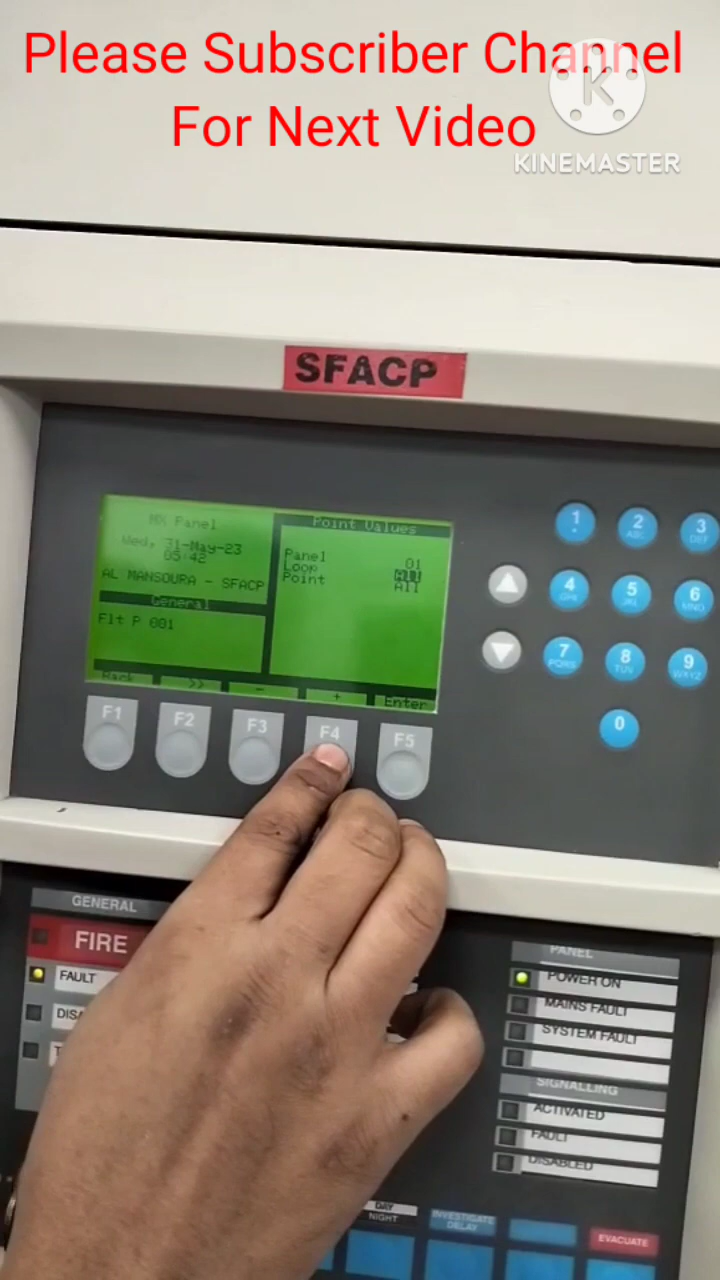 Please Subscriber Channel
For Next Video
K
KINEMASTER
SFACP
MX Panel
Wed, 31-May-23
05:42
AL MANSOURA - SFACP
General
Flt P 001
Point Values
Panel 01
Loop All
Point All
Back >> - + Enter
F1 F2 F3 F4 F5
1 2 ABC 3 DEF
4 GHI 5 JKL 6 MNO
7 PQRS 8 TUV 9 WXYZ
0
GENERAL
FIRE
FAULT
PANEL
POWER ON
MAINS FAULT
SYSTEM FAULT
SIGNALLING
ACTIVATED
FAULT
DISABLED
DAY
NIGHT
INVESTIGATE
DELAY
EVACUATE